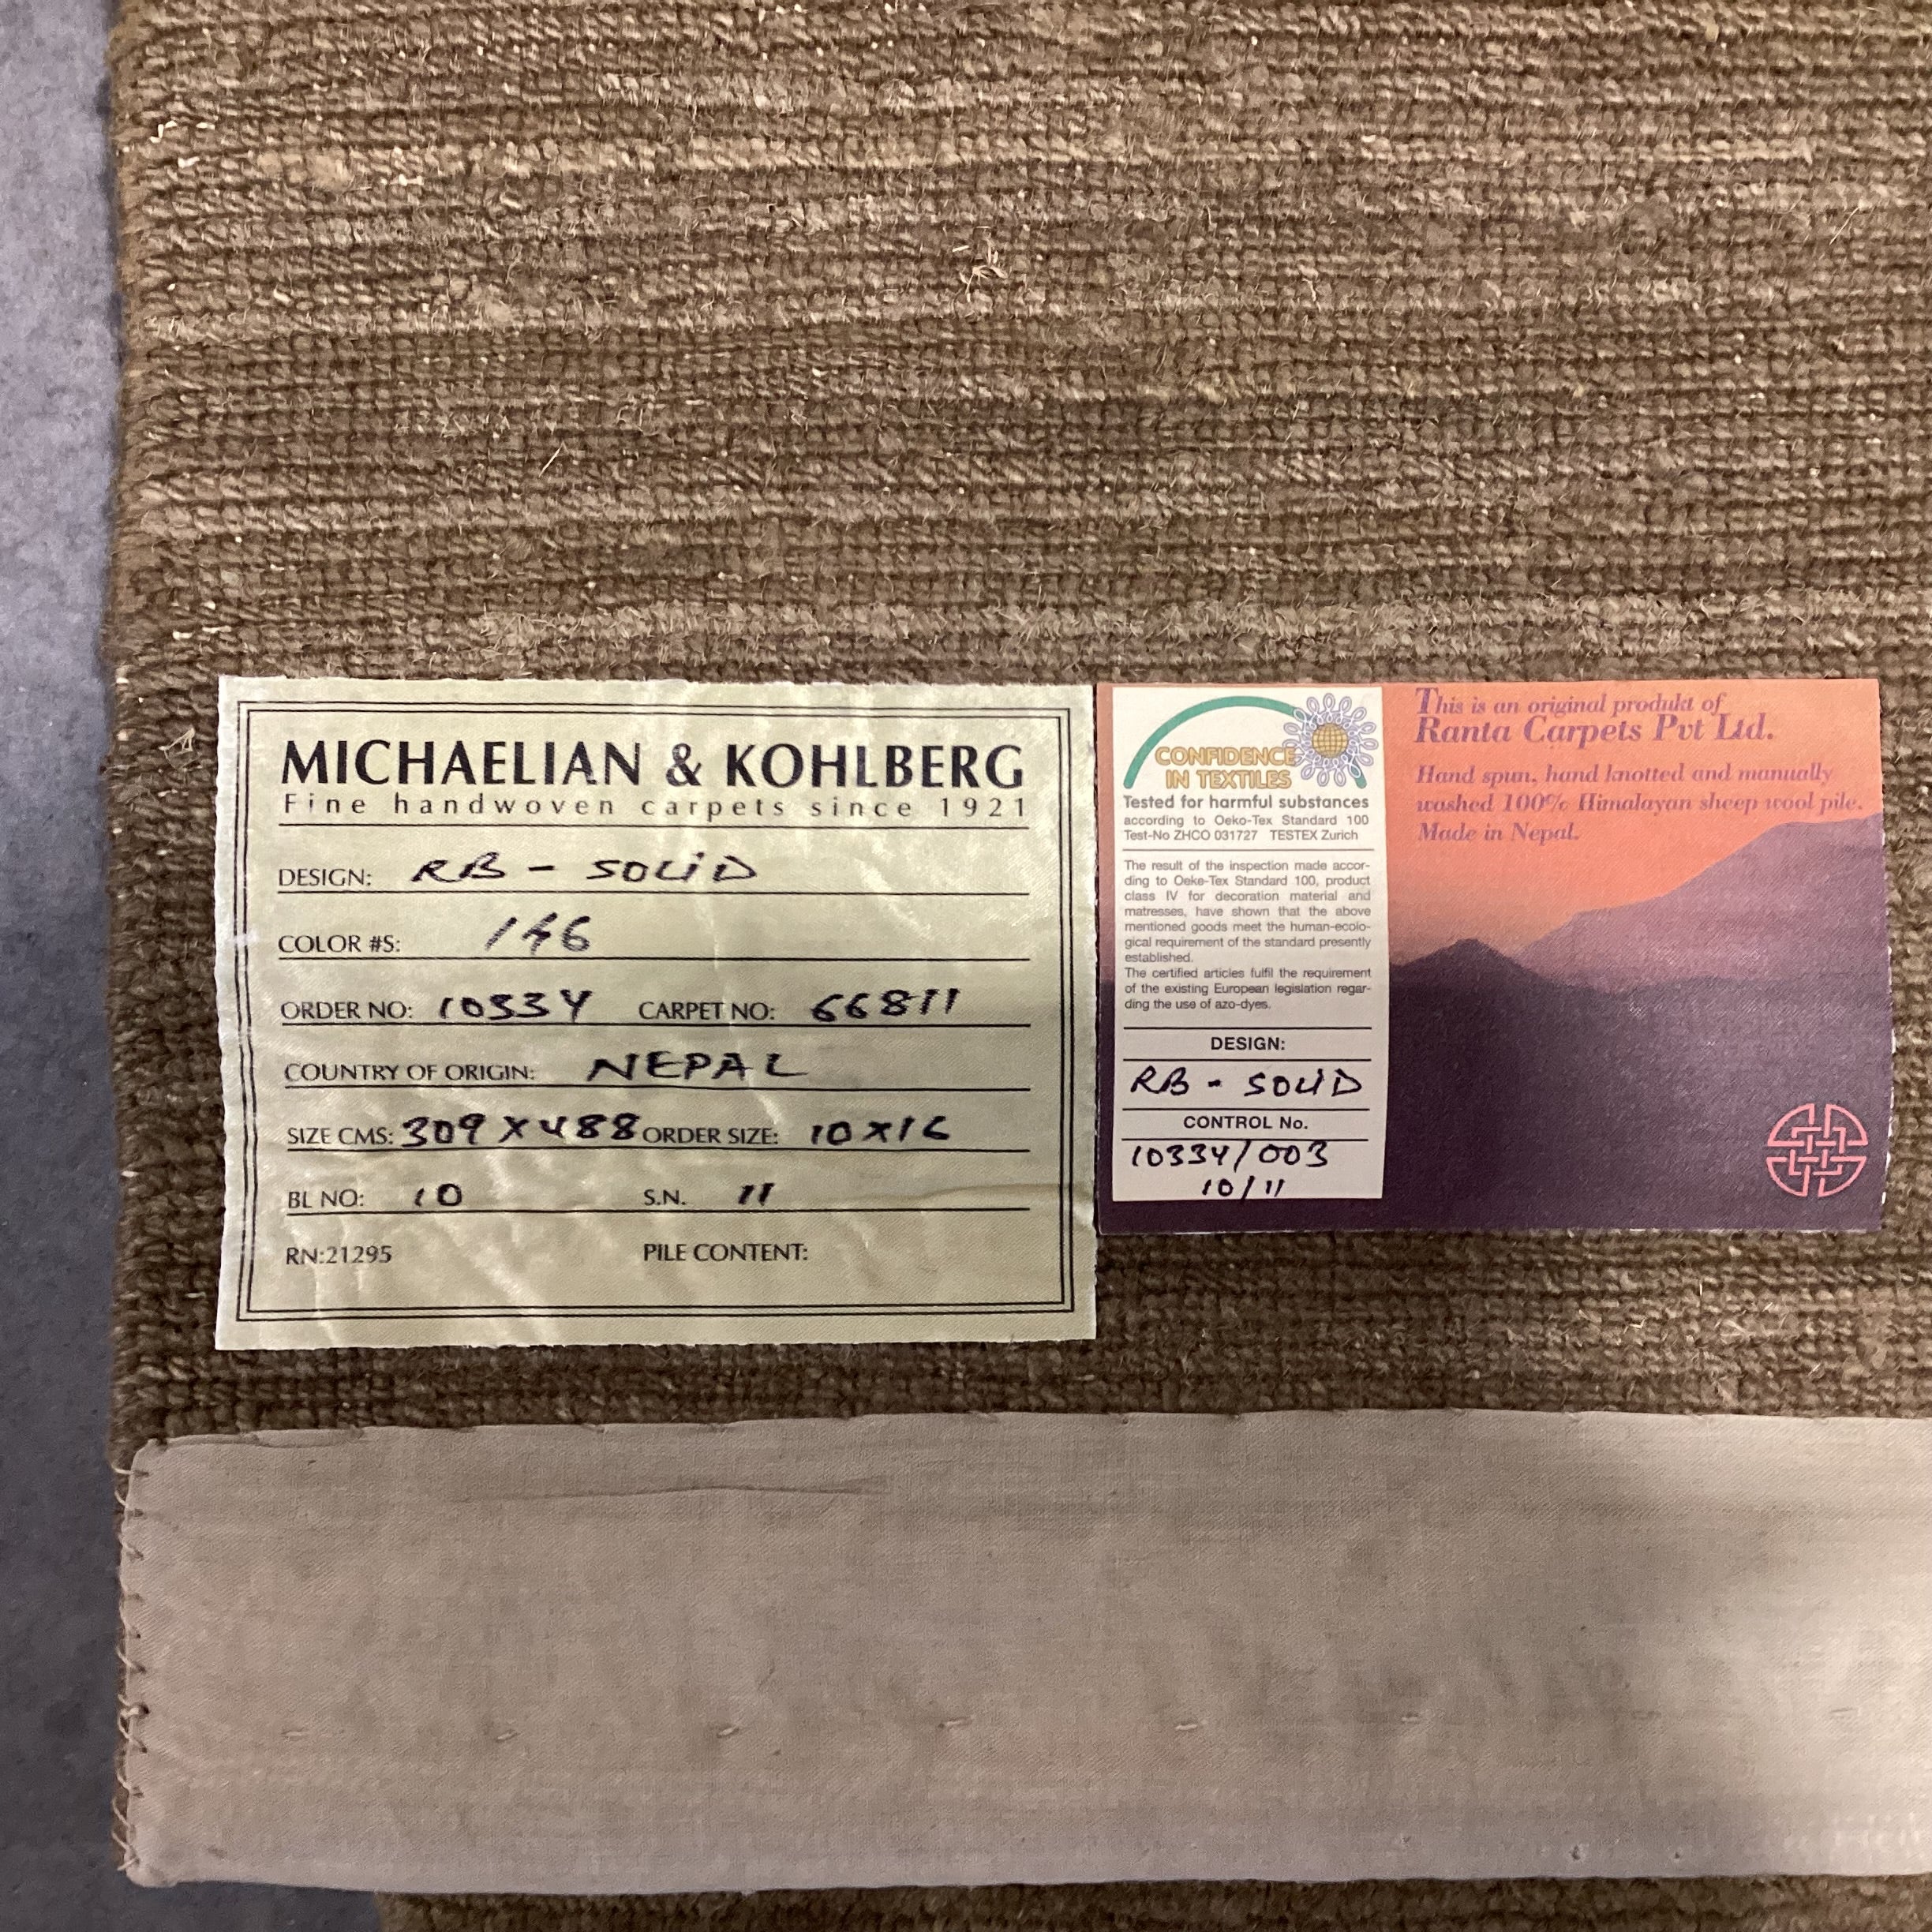 MICHAELIAN & KOHLBERG
Fine handwoven carpets since 1921
DESIGN: RB - SOLID
COLOR #S: 146
ORDER NO: 10334 CARPET NO: 66811
COUNTRY OF ORIGIN: NEPAL
SIZE CMS: 309 X 488 ORDER SIZE: 10 X 16
BL NO: 10 S.N. 11
RN:21295 PILE CONTENT:
CONFIDENCE
IN TEXTILES
Tested for harmful substances
according to Oeko-Tex Standard 100
Test-No ZHCO 031727 TESTEX Zurich
The result of the inspection made accor-
ding to Oeke-Tex Standard 100, product
class IV for decoration material and
matresses, have shown that the above
mentioned goods meet the human-ecolo-
gical requirement of the standard presently
established.
The certified articles fulfil the requirement
of the existing European legislation regar-
ding the use of azo-dyes.
DESIGN:
RB - SOLID
CONTROL No.
10334/003
10/11
This is an original produkt of
Ranta Carpets Pvt Ltd.
Hand spun, hand knotted and manually
washed 100% Himalayan sheep wool pile.
Made in Nepal.